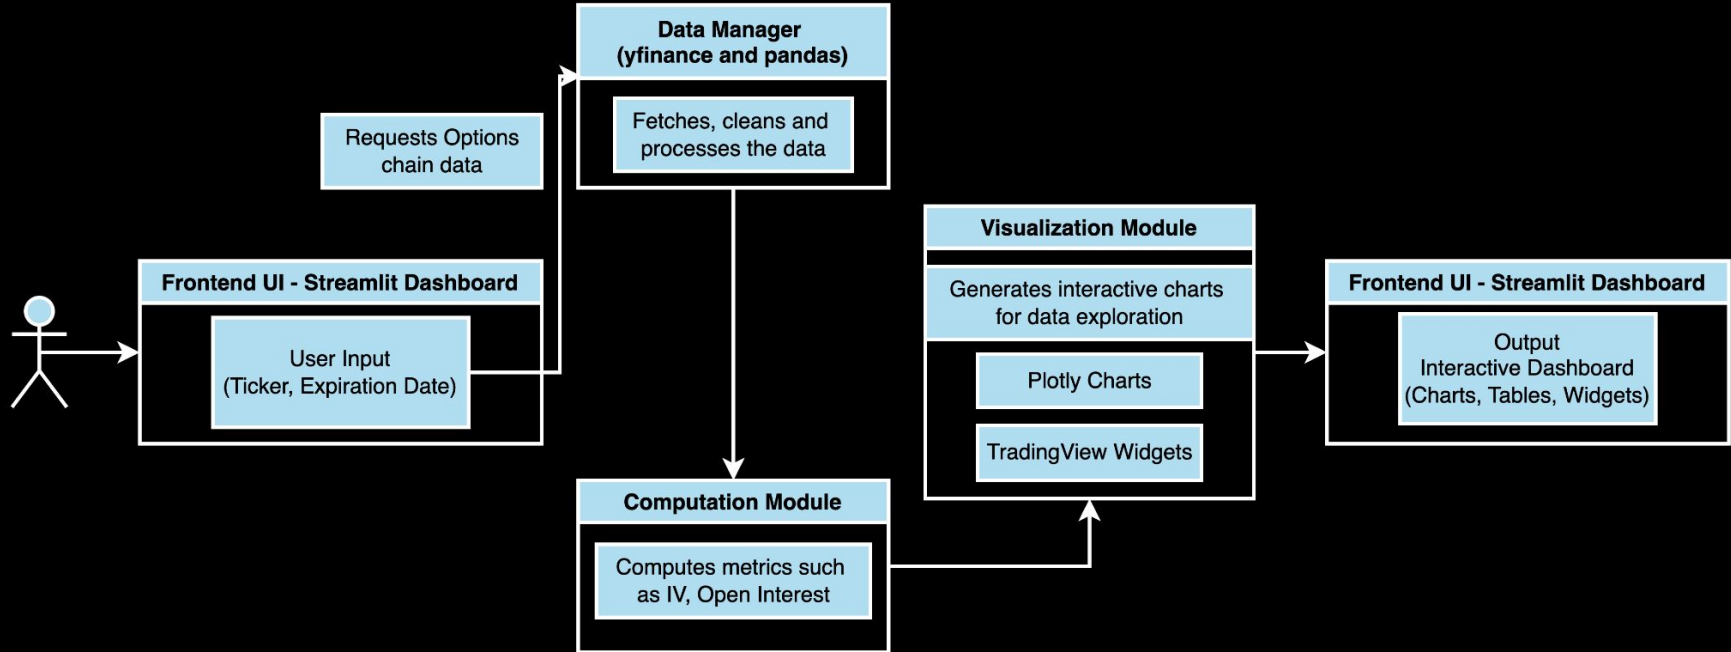 Data Manager
(yfinance and pandas)
Fetches, cleans and
processes the data
Requests Options
chain data
Frontend UI - Streamlit Dashboard
User Input
(Ticker, Expiration Date)
Computation Module
Computes metrics such
as IV, Open Interest
Visualization Module
Generates interactive charts
for data exploration
Plotly Charts
TradingView Widgets
Frontend UI - Streamlit Dashboard
Output
Interactive Dashboard
(Charts, Tables, Widgets)